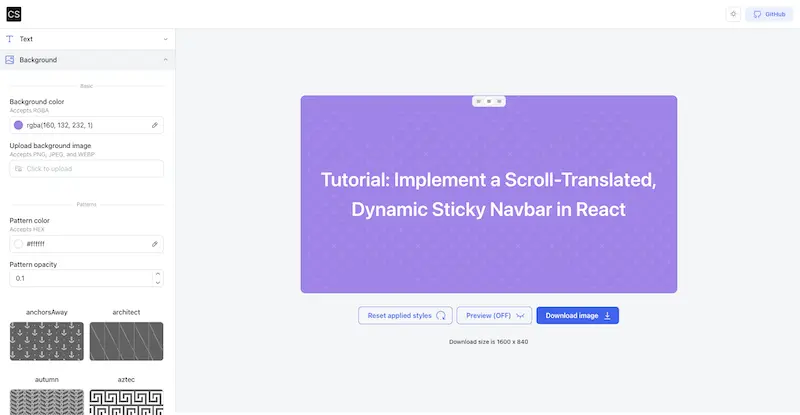 CS
GitHub
Text
Background
Basic
Background color
Accepts RGBA
rgba(160, 132, 232, 1)
Upload background image
Accepts PNG, JPEG, and WEBP
Click to upload
Patterns
Pattern color
Accepts HEX
#ffffff
Pattern opacity
0.1
anchorsAway
architect
autumn
aztec
Tutorial: Implement a Scroll-Translated,
Dynamic Sticky Navbar in React
Reset applied styles
Preview (OFF)
Download image
Download size is 1600 x 840